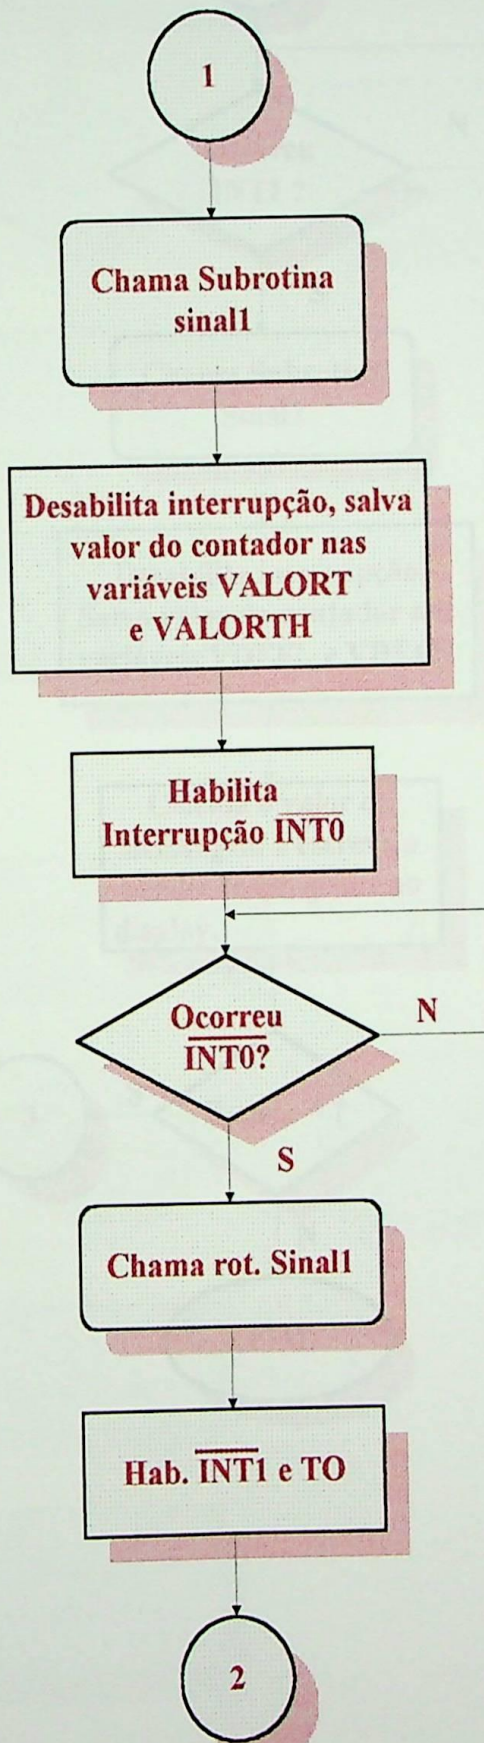 1
Chama Subrotina
sinal1
Desabilita interrupção, salva
valor do contador nas
variáveis VALORT
e VALORTH
Habilita
Interrupção INT0
Ocorreu
INT0?
N
S
Chama rot. Sinal1
Hab. INT1 e TO
2